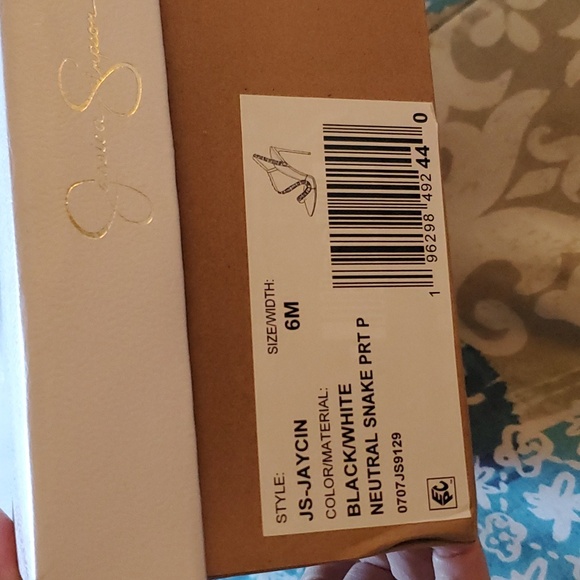 Jessica Simpson
STYLE:
JS-JAYCIN
SIZE/WIDTH:
6M
COLOR/MATERIAL:
BLACK/WHITE
NEUTRAL SNAKE PRT P
0707JS9129
1 96298 49244 0